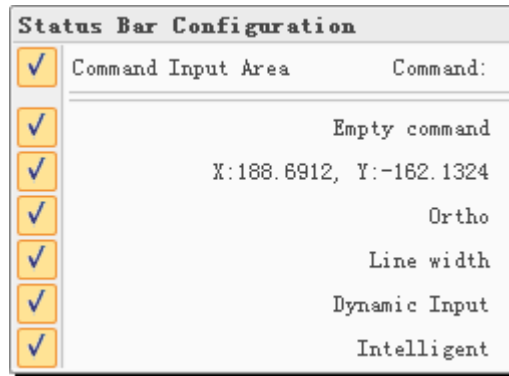 Status Bar Configuration
Command Input Area Command:
Empty command
X:188.6912, Y:-162.1324
Ortho
Line width
Dynamic Input
Intelligent